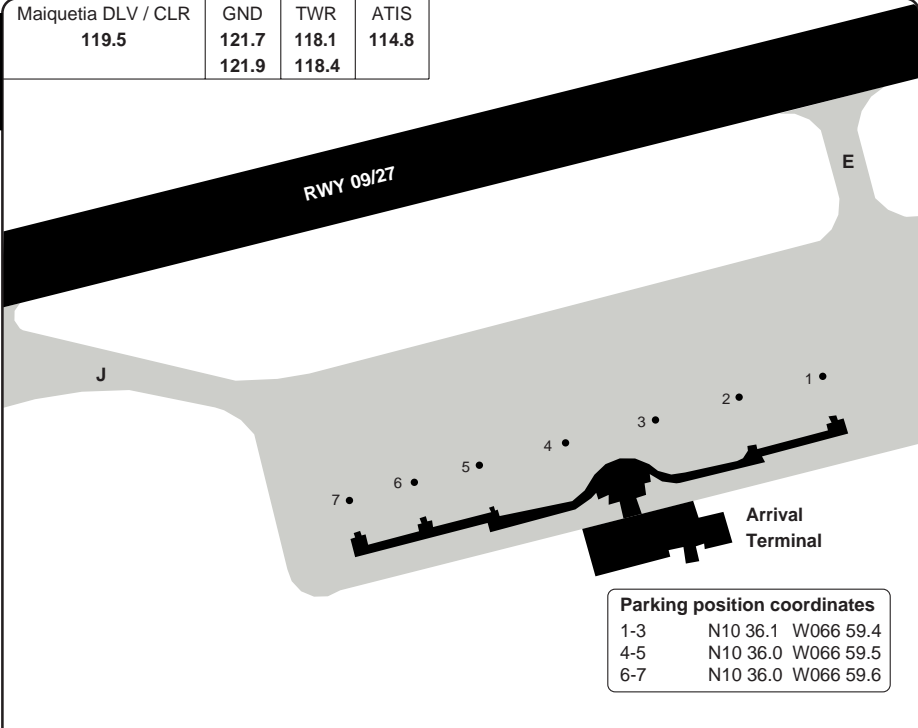 Maiquetia DLV / CLR GND TWR ATIS
119.5 121.7 118.1 114.8
121.9 118.4
RWY 09/27
E
J
1
2
3
4
5
6
7
Arrival
Terminal
Parking position coordinates
1-3 N10 36.1 W066 59.4
4-5 N10 36.0 W066 59.5
6-7 N10 36.0 W066 59.6